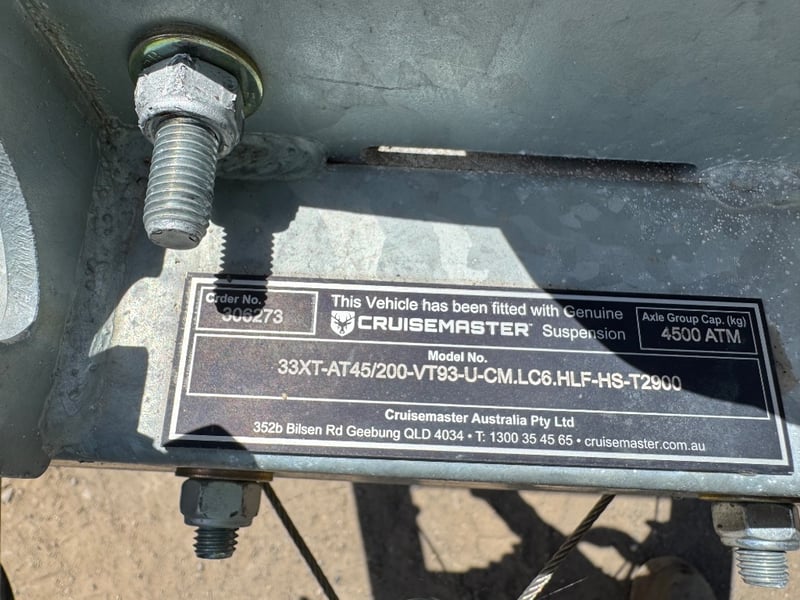 Order No.
306273
This Vehicle has been fitted with Genuine
CRUISEMASTER™ Suspension
Axle Group Cap. (kg)
4500 ATM
Model No.
33XT-AT45/200-VT93-U-CM.LC6.HLF-HS-T2900
Cruisemaster Australia Pty Ltd
352b Bilsen Rd Geebung QLD 4034 • T: 1300 35 45 65 • cruisemaster.com.au